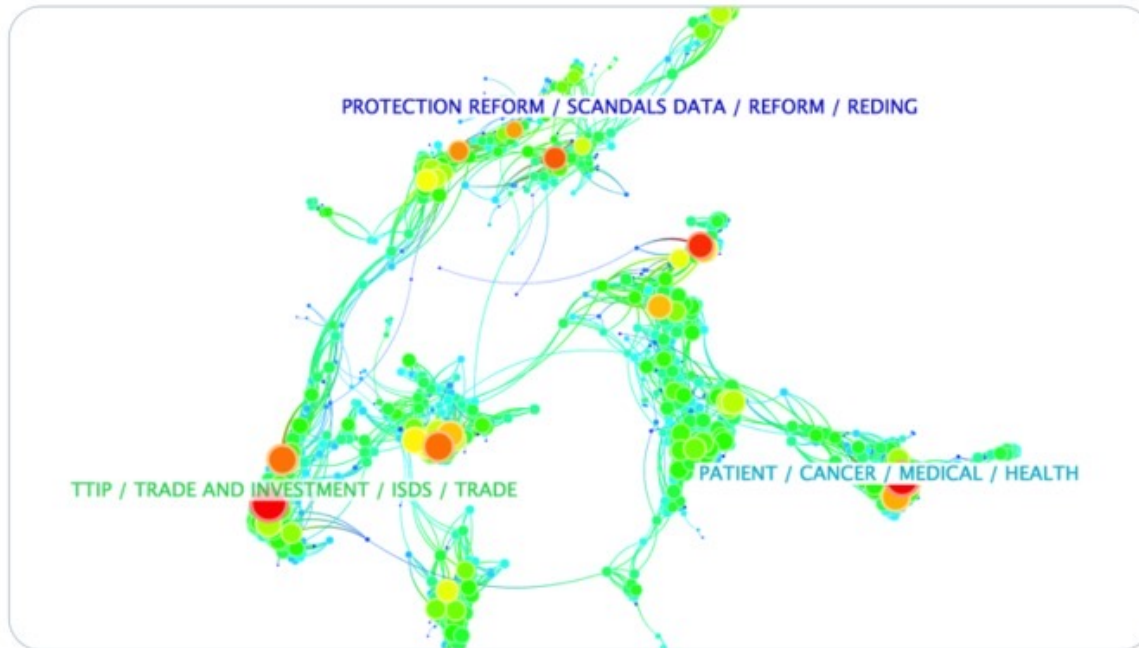 PROTECTION REFORM / SCANDALS DATA / REFORM / REDING
PATIENT / CANCER / MEDICAL / HEALTH
TTIP / TRADE AND INVESTMENT / ISDS / TRADE